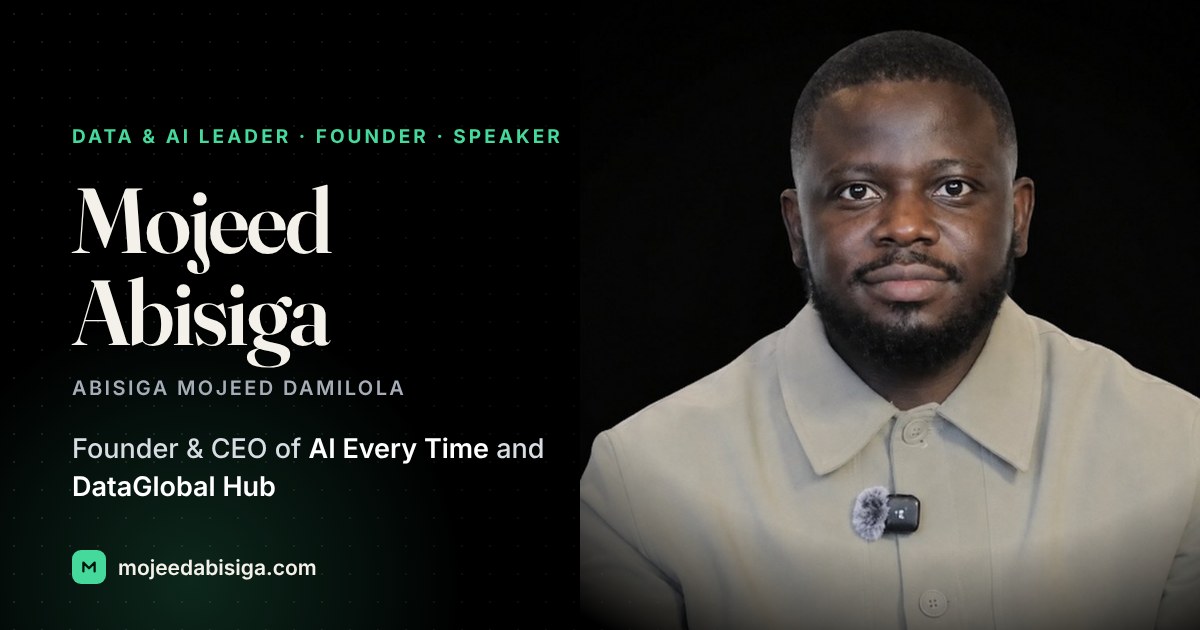 DATA & AI LEADER · FOUNDER · SPEAKER
Mojeed
Abisiga
ABISIGA MOJEED DAMILOLA
Founder & CEO of AI Every Time and
DataGlobal Hub
M mojeedabisiga.com